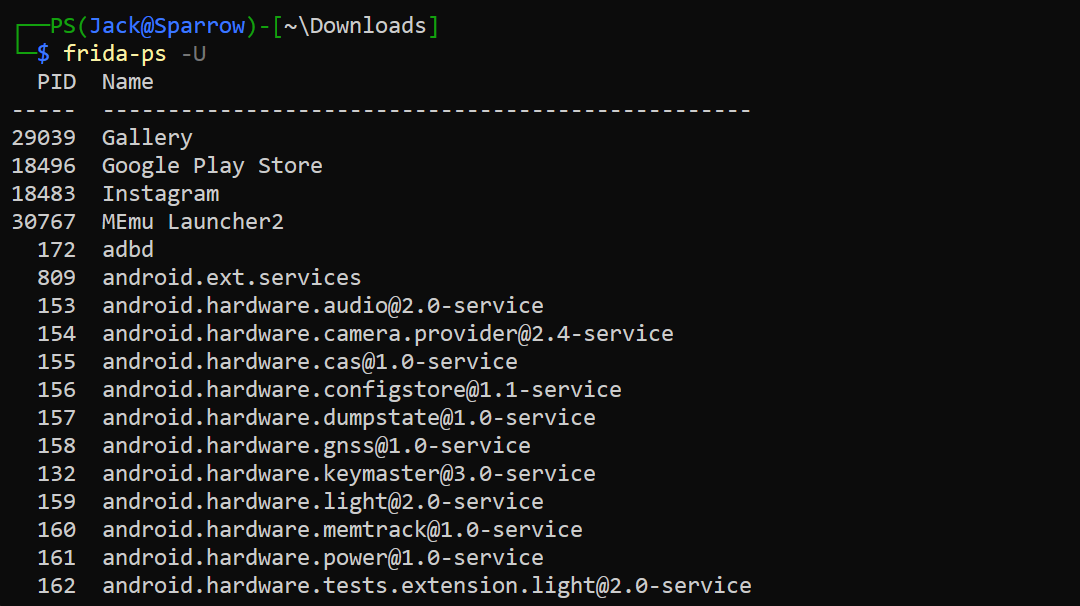 ┌──PS(Jack@Sparrow)-[~\Downloads]
└─$ frida-ps -U
  PID  Name
-----  --------------------------------------------------
29039  Gallery
18496  Google Play Store
18483  Instagram
30767  MEmu Launcher2
  172  adbd
  809  android.ext.services
  153  android.hardware.audio@2.0-service
  154  android.hardware.camera.provider@2.4-service
  155  android.hardware.cas@1.0-service
  156  android.hardware.configstore@1.1-service
  157  android.hardware.dumpstate@1.0-service
  158  android.hardware.gnss@1.0-service
  132  android.hardware.keymaster@3.0-service
  159  android.hardware.light@2.0-service
  160  android.hardware.memtrack@1.0-service
  161  android.hardware.power@1.0-service
  162  android.hardware.tests.extension.light@2.0-service